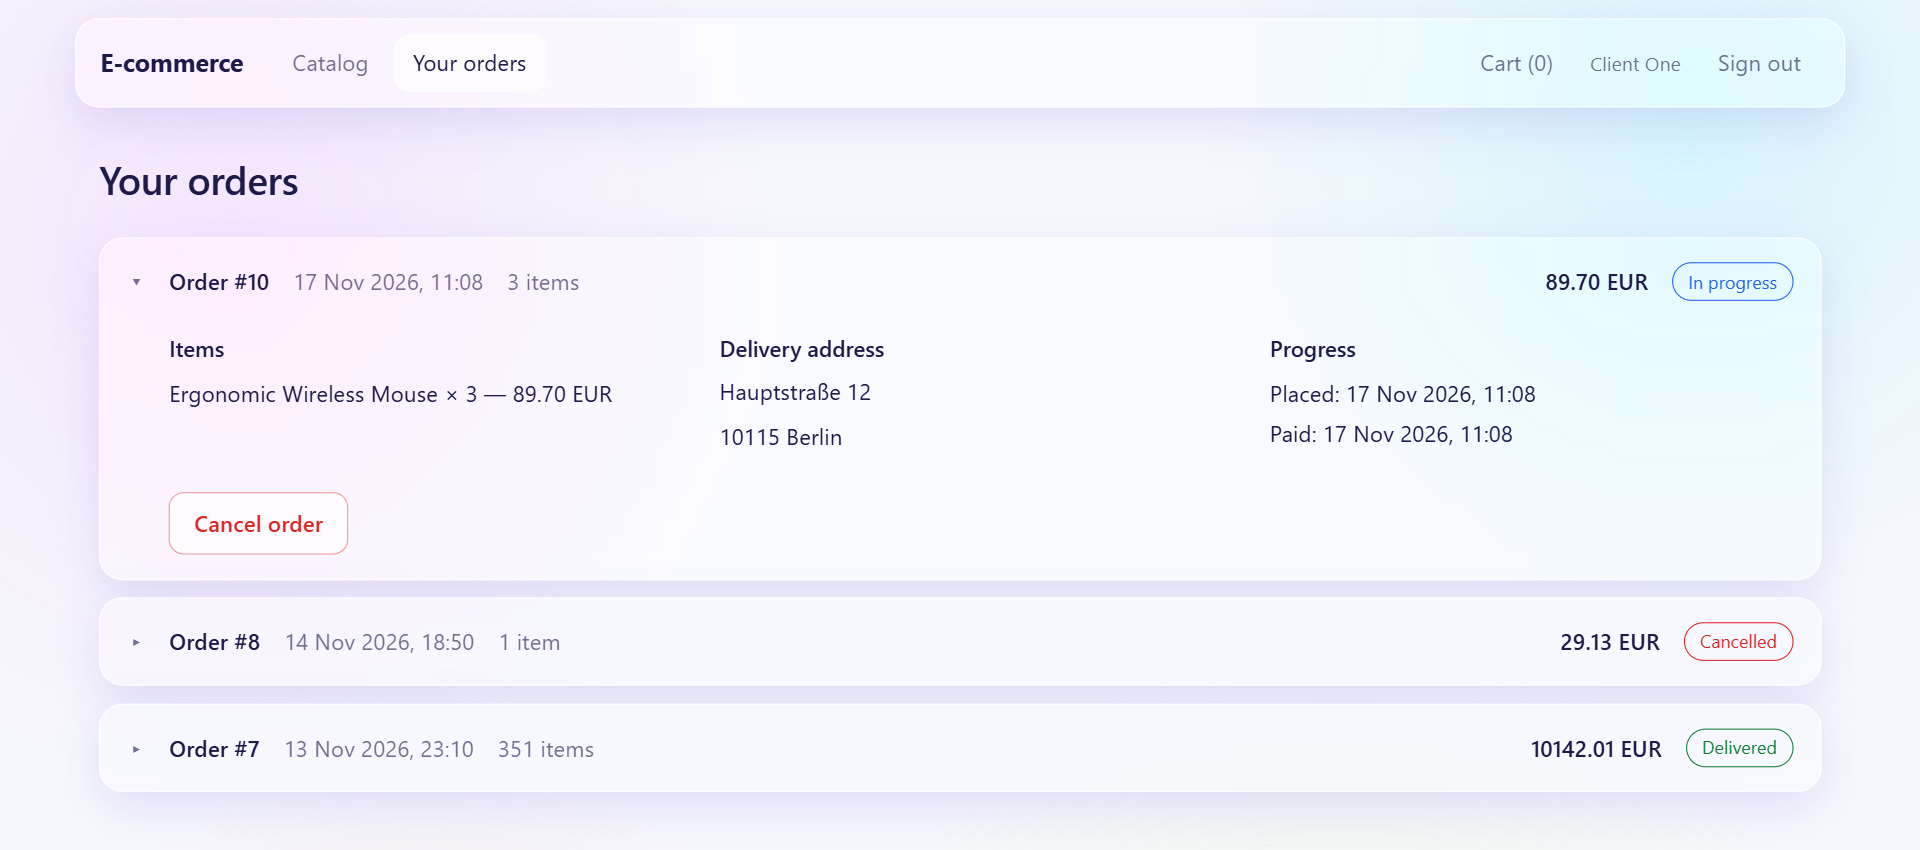 E-commerce Catalog Your orders Cart (0) Client One Sign out
Your orders
Order #10 17 Nov 2026, 11:08 3 items 89.70 EUR In progress
Items
Ergonomic Wireless Mouse × 3 — 89.70 EUR
Delivery address
Hauptstraße 12
10115 Berlin
Progress
Placed: 17 Nov 2026, 11:08
Paid: 17 Nov 2026, 11:08
Cancel order
Order #8 14 Nov 2026, 18:50 1 item 29.13 EUR Cancelled
Order #7 13 Nov 2026, 23:10 351 items 10142.01 EUR Delivered